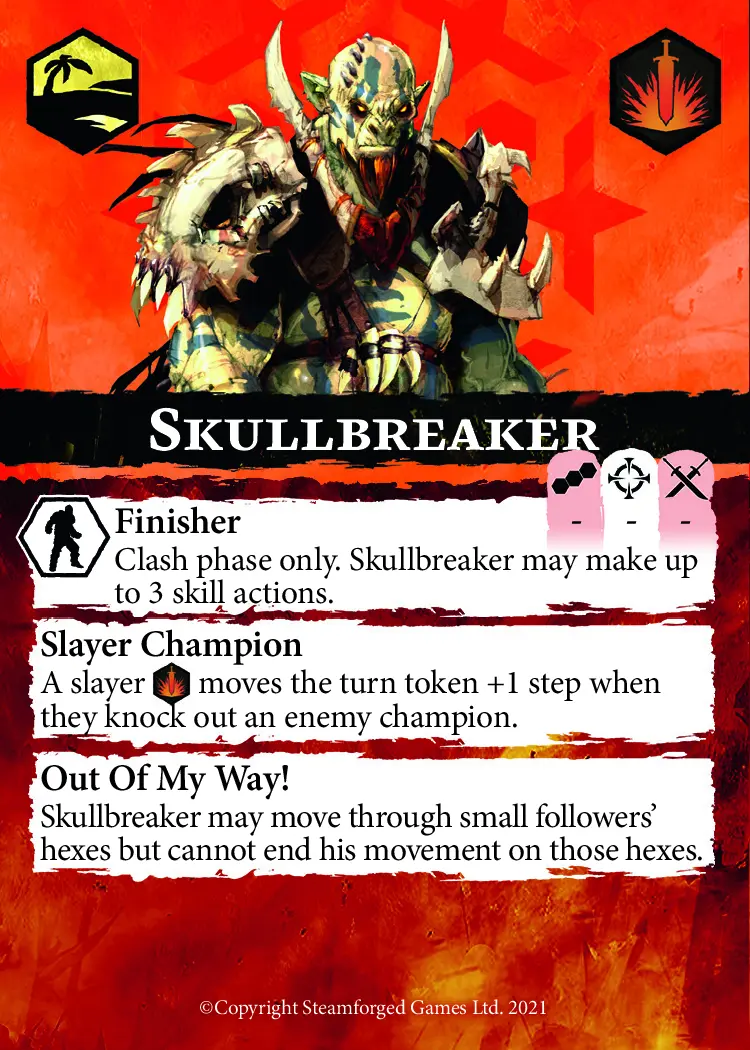 Skullbreaker
Finisher
- - -
Clash phase only. Skullbreaker may make up
to 3 skill actions.
Slayer Champion
A slayer moves the turn token +1 step when
they knock out an enemy champion.
Out Of My Way!
Skullbreaker may move through small followers’
hexes but cannot end his movement on those hexes.
©Copyright Steamforged Games Ltd. 2021